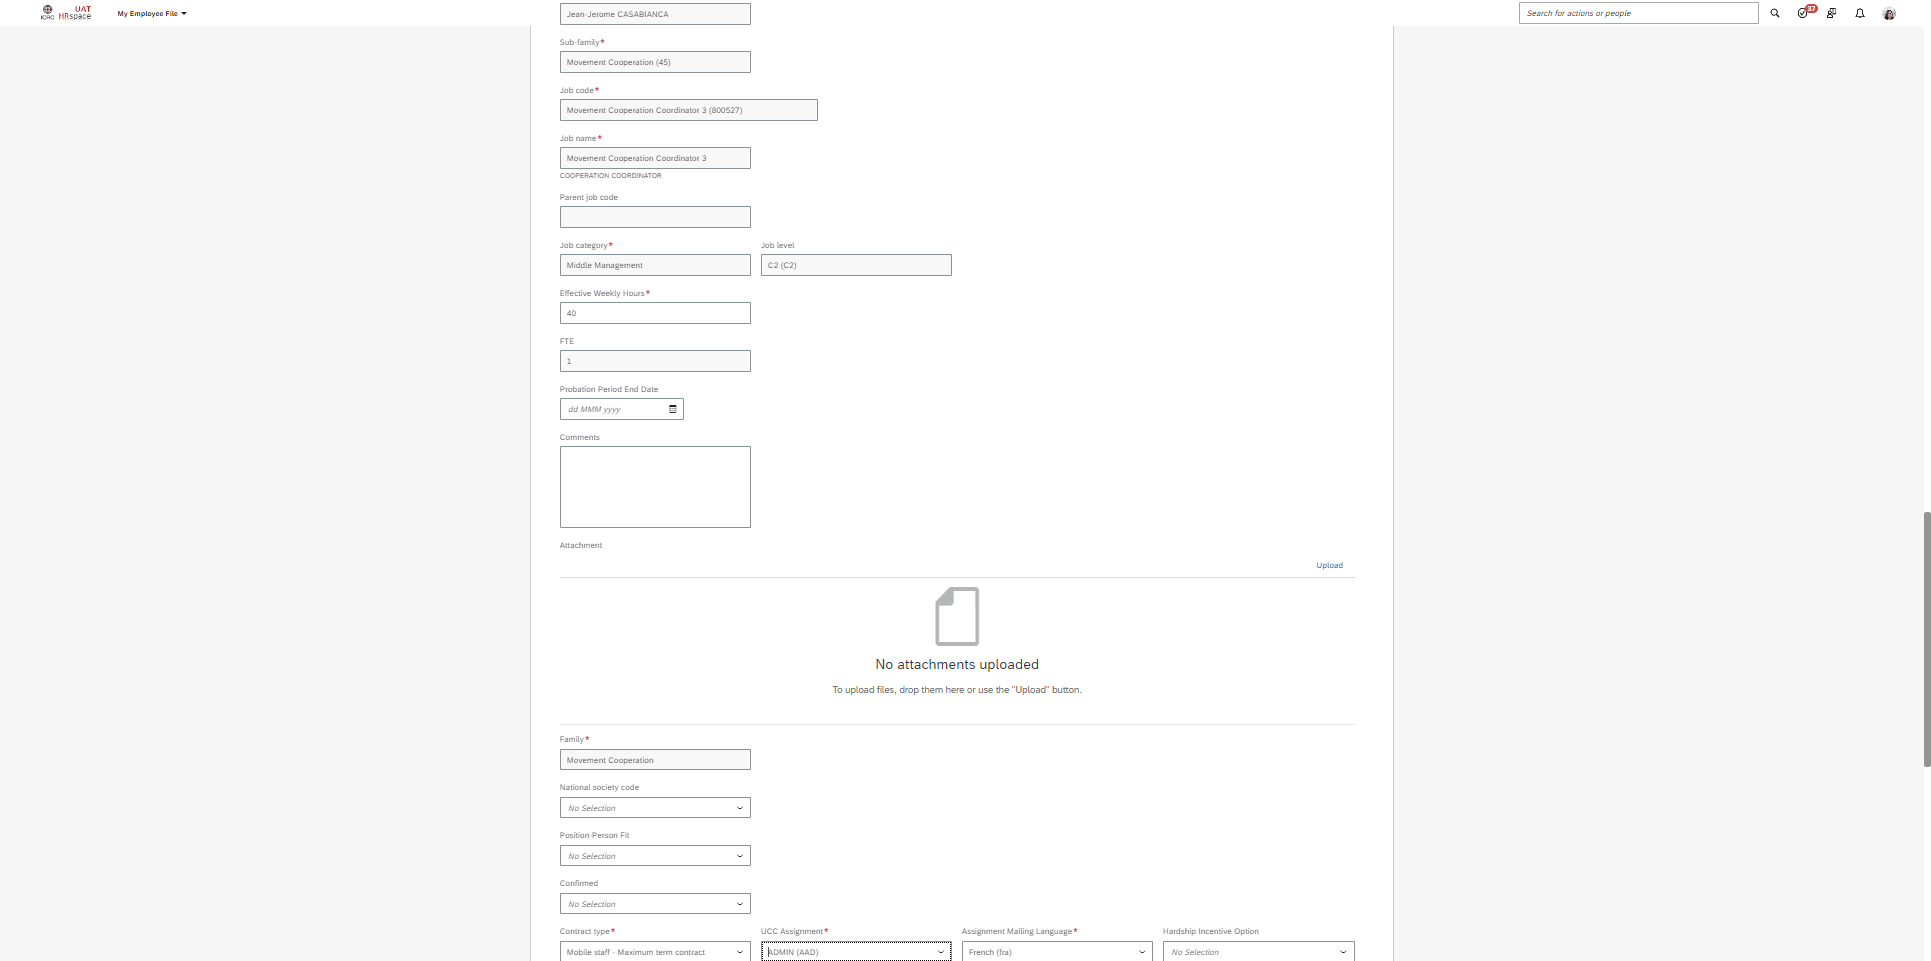 ICRC
UAT
HRspace
My Employee File
Search for actions or people
37
Jean-Jerome CASABIANCA
Sub-family*
Movement Cooperation (45)
Job code*
Movement Cooperation Coordinator 3 (800527)
Job name*
Movement Cooperation Coordinator 3
COOPERATION COORDINATOR
Parent job code
Job category* Job level
Middle Management C2 (C2)
Effective Weekly Hours*
40
FTE
1
Probation Period End Date
dd MMM yyyy
Comments
Attachment
Upload
No attachments uploaded
To upload files, drop them here or use the "Upload" button.
Family*
Movement Cooperation
National society code
No Selection
Position-Person Fit
No Selection
Confirmed
No Selection
Contract type* UCC Assignment* Assignment Mailing Language* Hardship Incentive Option
Mobile staff - Maximum term contract ADMIN (AAD) French (fra) No Selection